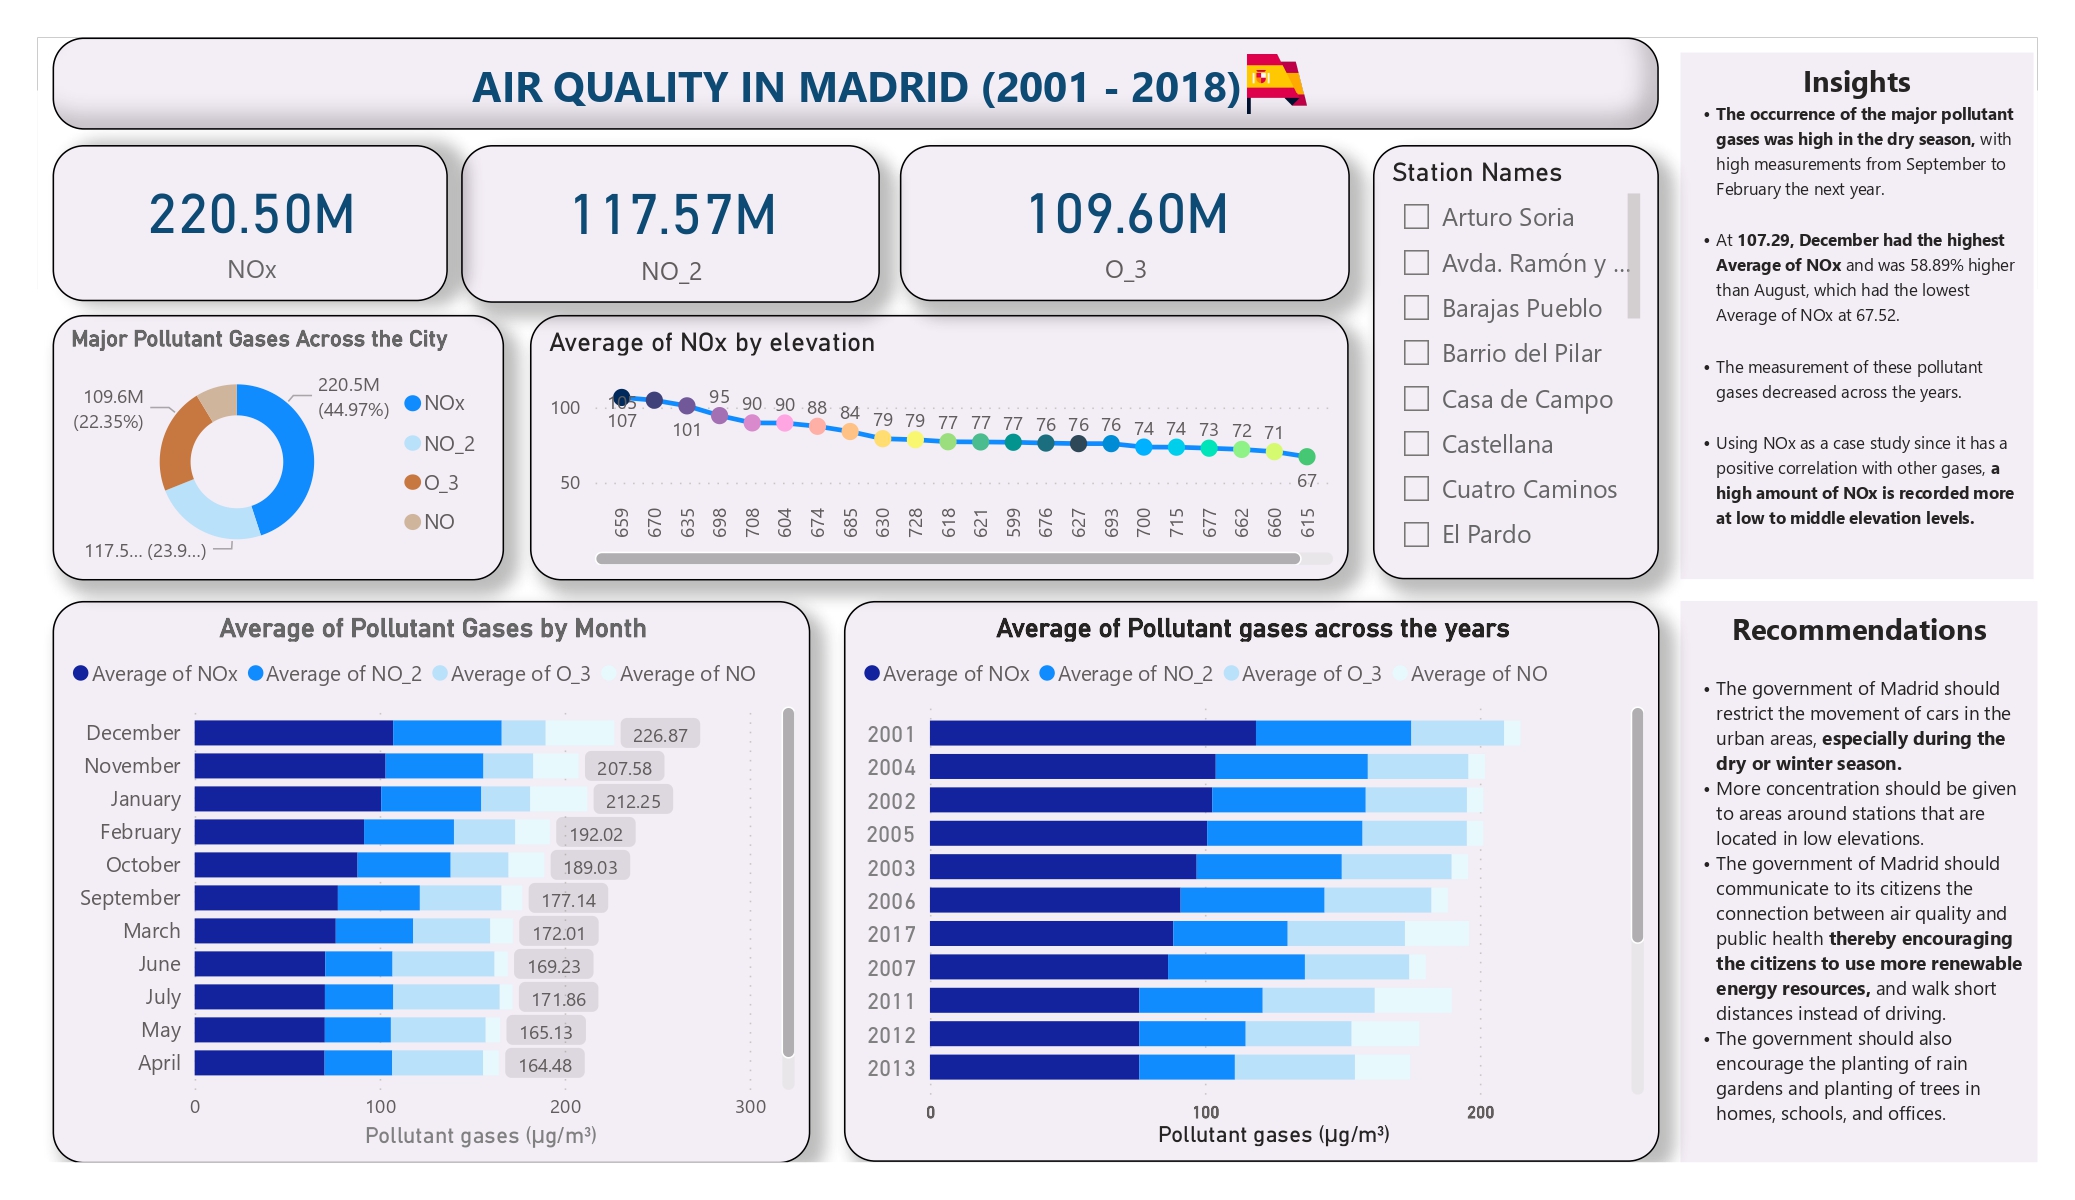 AIR QUALITY IN MADRID (2001 - 2018)
220.50M
NOx
117.57M
NO_2
109.60M
O_3
Station Names
Arturo Soria
Avda. Ramón y ...
Barajas Pueblo
Barrio del Pilar
Casa de Campo
Castellana
Cuatro Caminos
El Pardo
Major Pollutant Gases Across the City
220.5M
(44.97%)
109.6M
(22.35%)
117.5... (23.9...)
NOx
NO_2
O_3
NO
Average of NOx by elevation
100
50
107
105
101
95
90
90
88
84
79
79
77
77
77
76
76
76
74
74
73
72
71
67
659
670
635
698
708
604
674
685
630
728
618
621
599
676
627
693
700
715
677
662
660
615
Average of Pollutant Gases by Month
Average of NOx Average of NO_2 Average of O_3 Average of NO
December 226.87
November 207.58
January 212.25
February 192.02
October 189.03
September 177.14
March 172.01
June 169.23
July 171.86
May 165.13
April 164.48
0 100 200 300
Pollutant gases (µg/m³)
Average of Pollutant gases across the years
Average of NOx Average of NO_2 Average of O_3 Average of NO
2001
2004
2002
2005
2003
2006
2017
2007
2011
2012
2013
0 100 200
Pollutant gases (µg/m³)
Insights
• The occurrence of the major pollutant
gases was high in the dry season, with
high measurements from September to
February the next year.
• At 107.29, December had the highest
Average of NOx and was 58.89% higher
than August, which had the lowest
Average of NOx at 67.52.
• The measurement of these pollutant
gases decreased across the years.
• Using NOx as a case study since it has a
positive correlation with other gases, a
high amount of NOx is recorded more
at low to middle elevation levels.
Recommendations
• The government of Madrid should
restrict the movement of cars in the
urban areas, especially during the
dry or winter season.
• More concentration should be given
to areas around stations that are
located in low elevations.
• The government of Madrid should
communicate to its citizens the
connection between air quality and
public health thereby encouraging
the citizens to use more renewable
energy resources, and walk short
distances instead of driving.
• The government should also
encourage the planting of rain
gardens and planting of trees in
homes, schools, and offices.